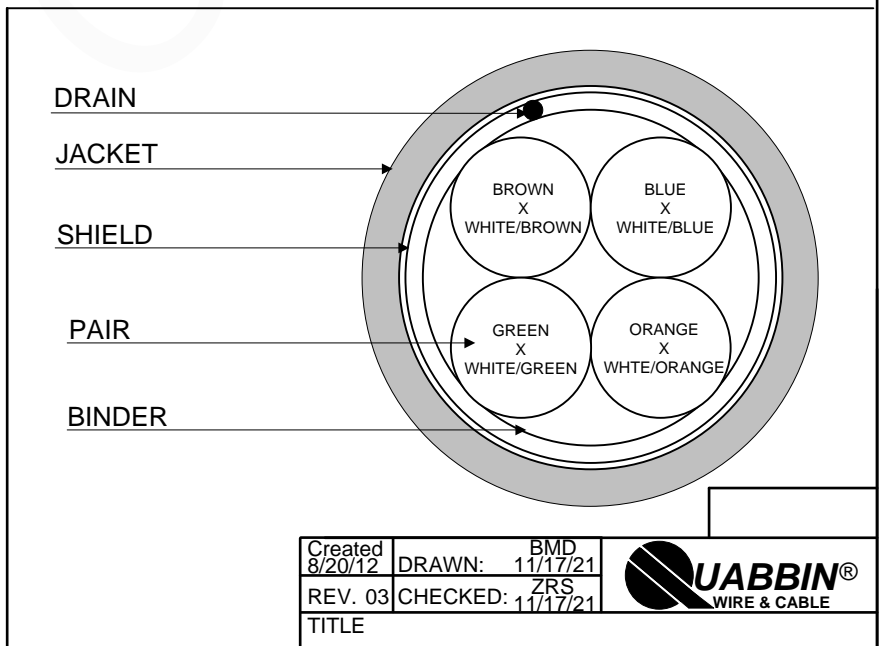 DRAIN
JACKET
SHIELD
PAIR
BINDER
BROWN
X
WHITE/BROWN
BLUE
X
WHITE/BLUE
GREEN
X
WHITE/GREEN
ORANGE
X
WHTE/ORANGE
Created
8/20/12
DRAWN:
BMD
11/17/21
REV. 03
CHECKED:
ZRS
11/17/21
TITLE
QUABBIN®
WIRE & CABLE